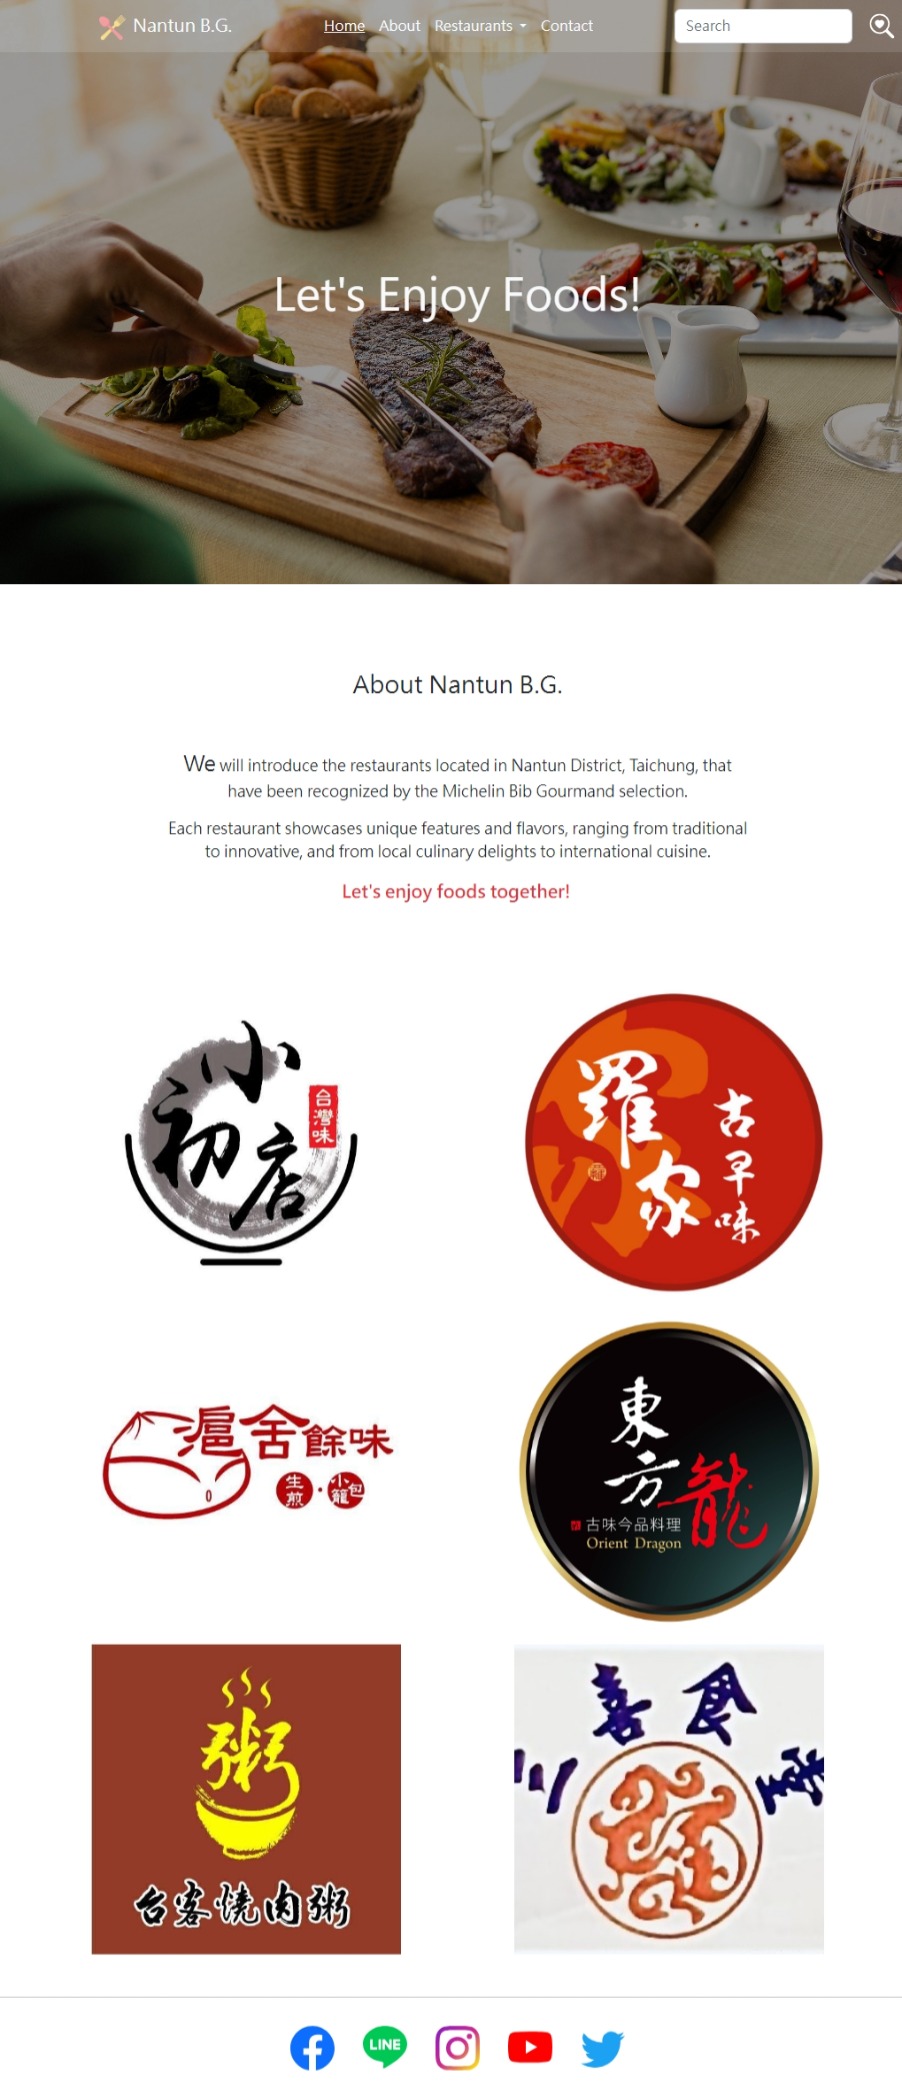 Nantun B.G.
Home About Restaurants Contact
Search
Let's Enjoy Foods!
About Nantun B.G.
We will introduce the restaurants located in Nantun District, Taichung, that
have been recognized by the Michelin Bib Gourmand selection.
Each restaurant showcases unique features and flavors, ranging from traditional
to innovative, and from local culinary delights to international cuisine.
Let's enjoy foods together!
小初店
台灣味
羅家
古早味
滬舍餘味
生煎·小籠包
東方龍
古味今品料理
Orient Dragon
粥
台客燒肉粥
三喜食堂
LINE